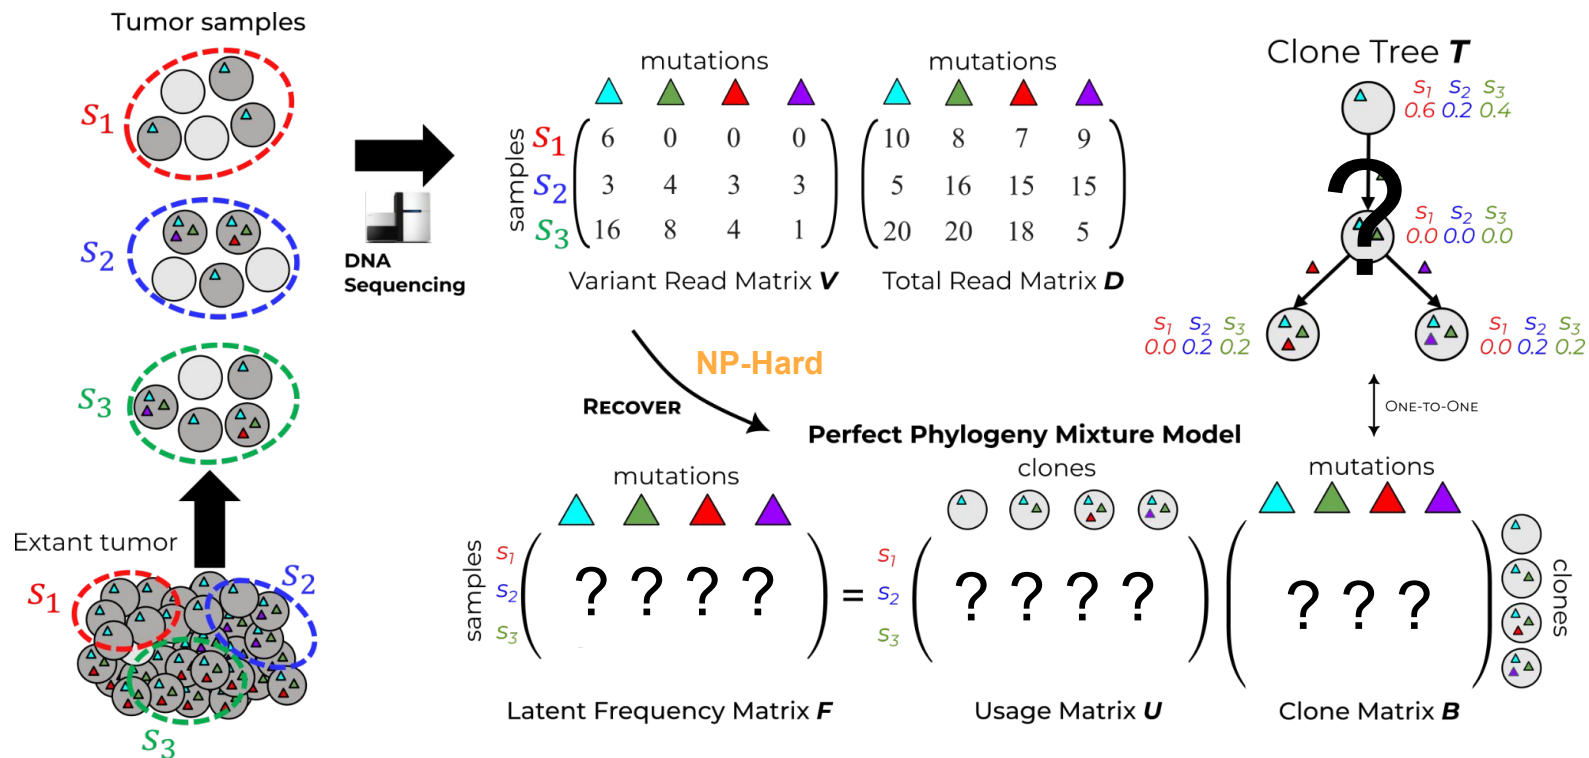 Tumor samples
S1
S2
S3
Extant tumor
S1
S2
S3
DNA
Sequencing
mutations
samples
S1 6 0 0 0
S2 3 4 3 3
S3 16 8 4 1
Variant Read Matrix V
mutations
10 8 7 9
5 16 15 15
20 20 18 5
Total Read Matrix D
Clone Tree T
S1 S2 S3
0.6 0.2 0.4
?
S1 S2 S3
0.0 0.0 0.0
S1 S2 S3
0.0 0.2 0.2
S1 S2 S3
0.0 0.2 0.2
ONE-TO-ONE
NP-Hard
RECOVER
Perfect Phylogeny Mixture Model
mutations
samples
S1
S2
S3
? ? ? ?
Latent Frequency Matrix F
=
clones
S1
S2
S3
? ? ? ?
Usage Matrix U
mutations
? ? ?
clones
Clone Matrix B